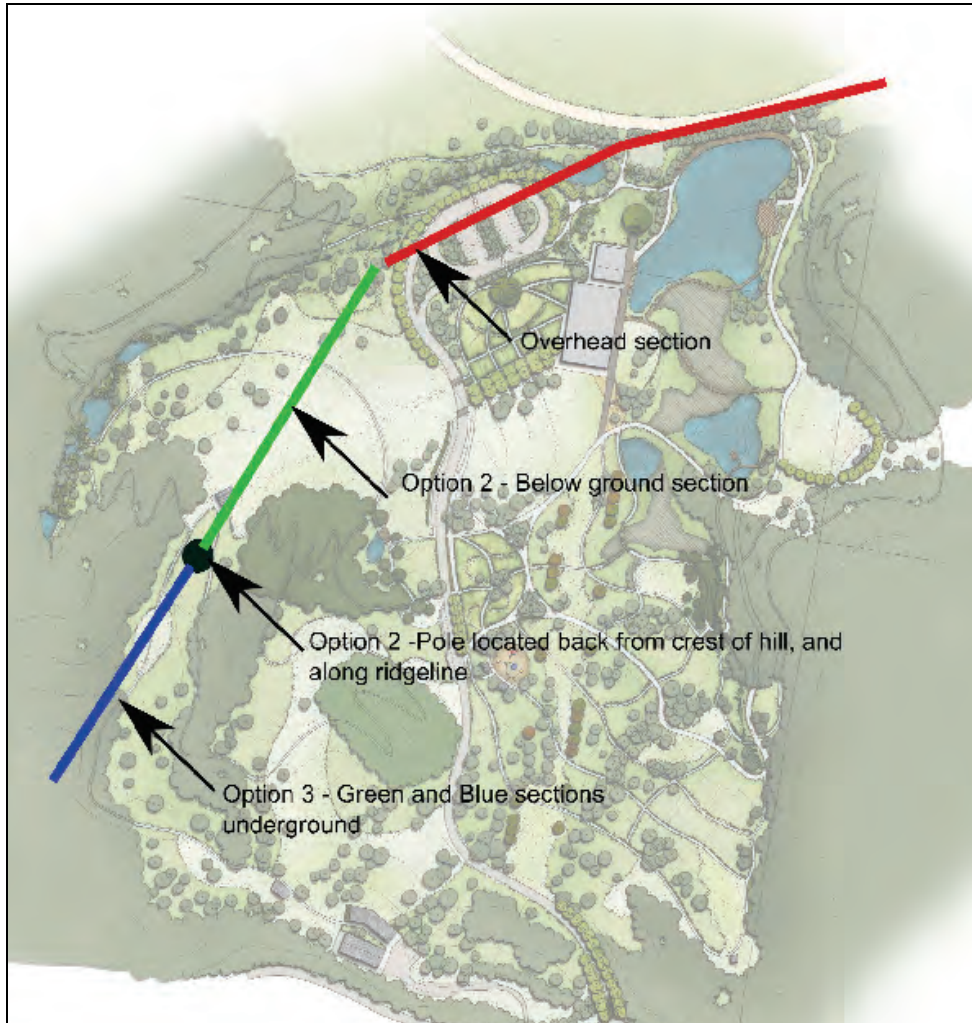 Overhead section
Option 2 - Below ground section
Option 2 -Pole located back from crest of hill, and
along ridgeline
Option 3 - Green and Blue sections
underground